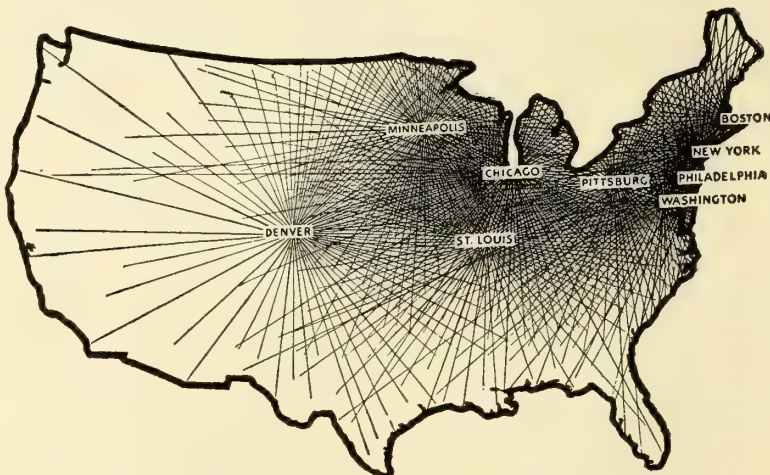 BOSTON
MINNEAPOLIS
NEW YORK
CHICAGO
PITTSBURG
PHILADELPHIA
WASHINGTON
DENVER
ST. LOUIS